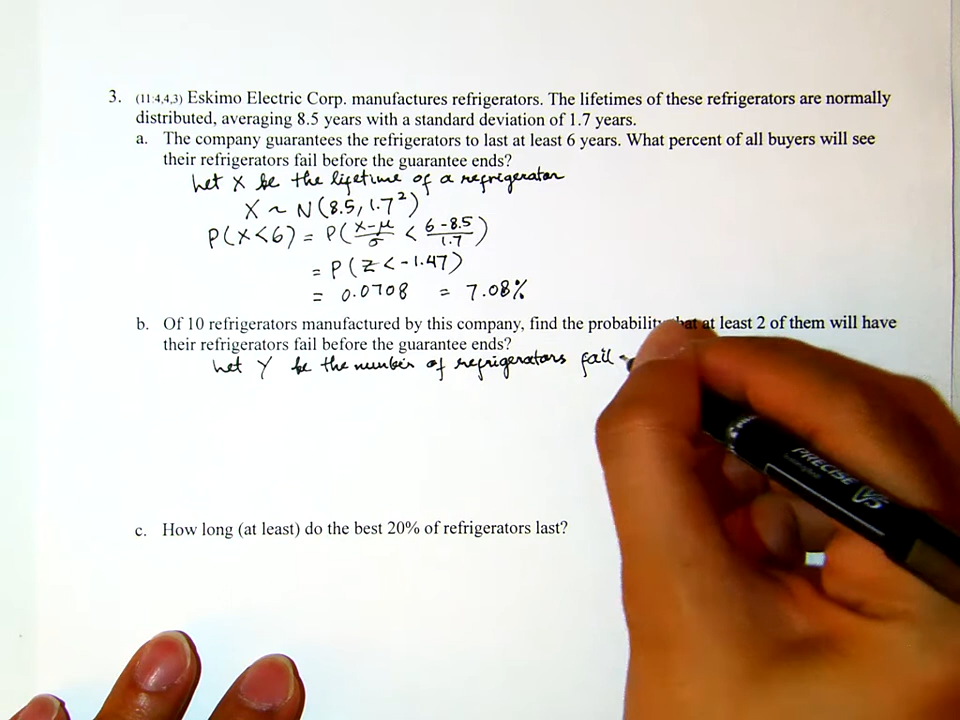 3. (11:4,4,3) Eskimo Electric Corp. manufactures refrigerators. The lifetimes of these refrigerators are normally
distributed, averaging 8.5 years with a standard deviation of 1.7 years.
a. The company guarantees the refrigerators to last at least 6 years. What percent of all buyers will see
their refrigerators fail before the guarantee ends?
Let X be the lifetime of a refrigerator
X ~ N(8.5, 1.7²)
P(X<6) = P((X-μ)/σ < (6-8.5)/1.7)
= P(Z < -1.47)
= 0.0708 = 7.08%
b. Of 10 refrigerators manufactured by this company, find the probability that at least 2 of them will have
their refrigerators fail before the guarantee ends?
Let Y be the number of refrigerators fail
c. How long (at least) do the best 20% of refrigerators last?
PRECISE V5